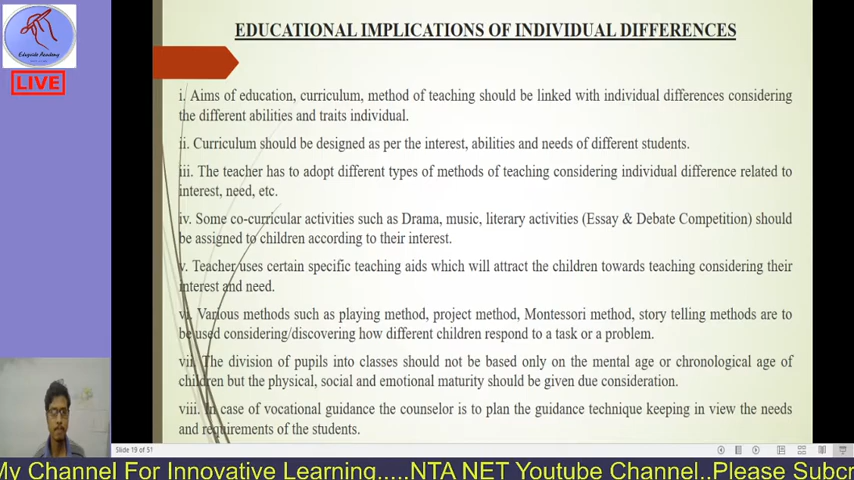 EDUCATIONAL IMPLICATIONS OF INDIVIDUAL DIFFERENCES
Eduguide Academy
LIVE
i. Aims of education, curriculum, method of teaching should be linked with individual differences considering
the different abilities and traits individual.
ii. Curriculum should be designed as per the interest, abilities and needs of different students.
iii. The teacher has to adopt different types of methods of teaching considering individual difference related to
interest, need, etc.
iv. Some co-curricular activities such as Drama, music, literary activities (Essay & Debate Competition) should
be assigned to children according to their interest.
v. Teacher uses certain specific teaching aids which will attract the children towards teaching considering their
interest and need.
vi. Various methods such as playing method, project method, Montessori method, story telling methods are to
be used considering/discovering how different children respond to a task or a problem.
vii. The division of pupils into classes should not be based only on the mental age or chronological age of
children but the physical, social and emotional maturity should be given due consideration.
viii. In case of vocational guidance the counselor is to plan the guidance technique keeping in view the needs
and requirements of the students.
Slide 19 of 51
My Channel For Innovative Learning.....NTA NET Youtube Channel..Please Subcr